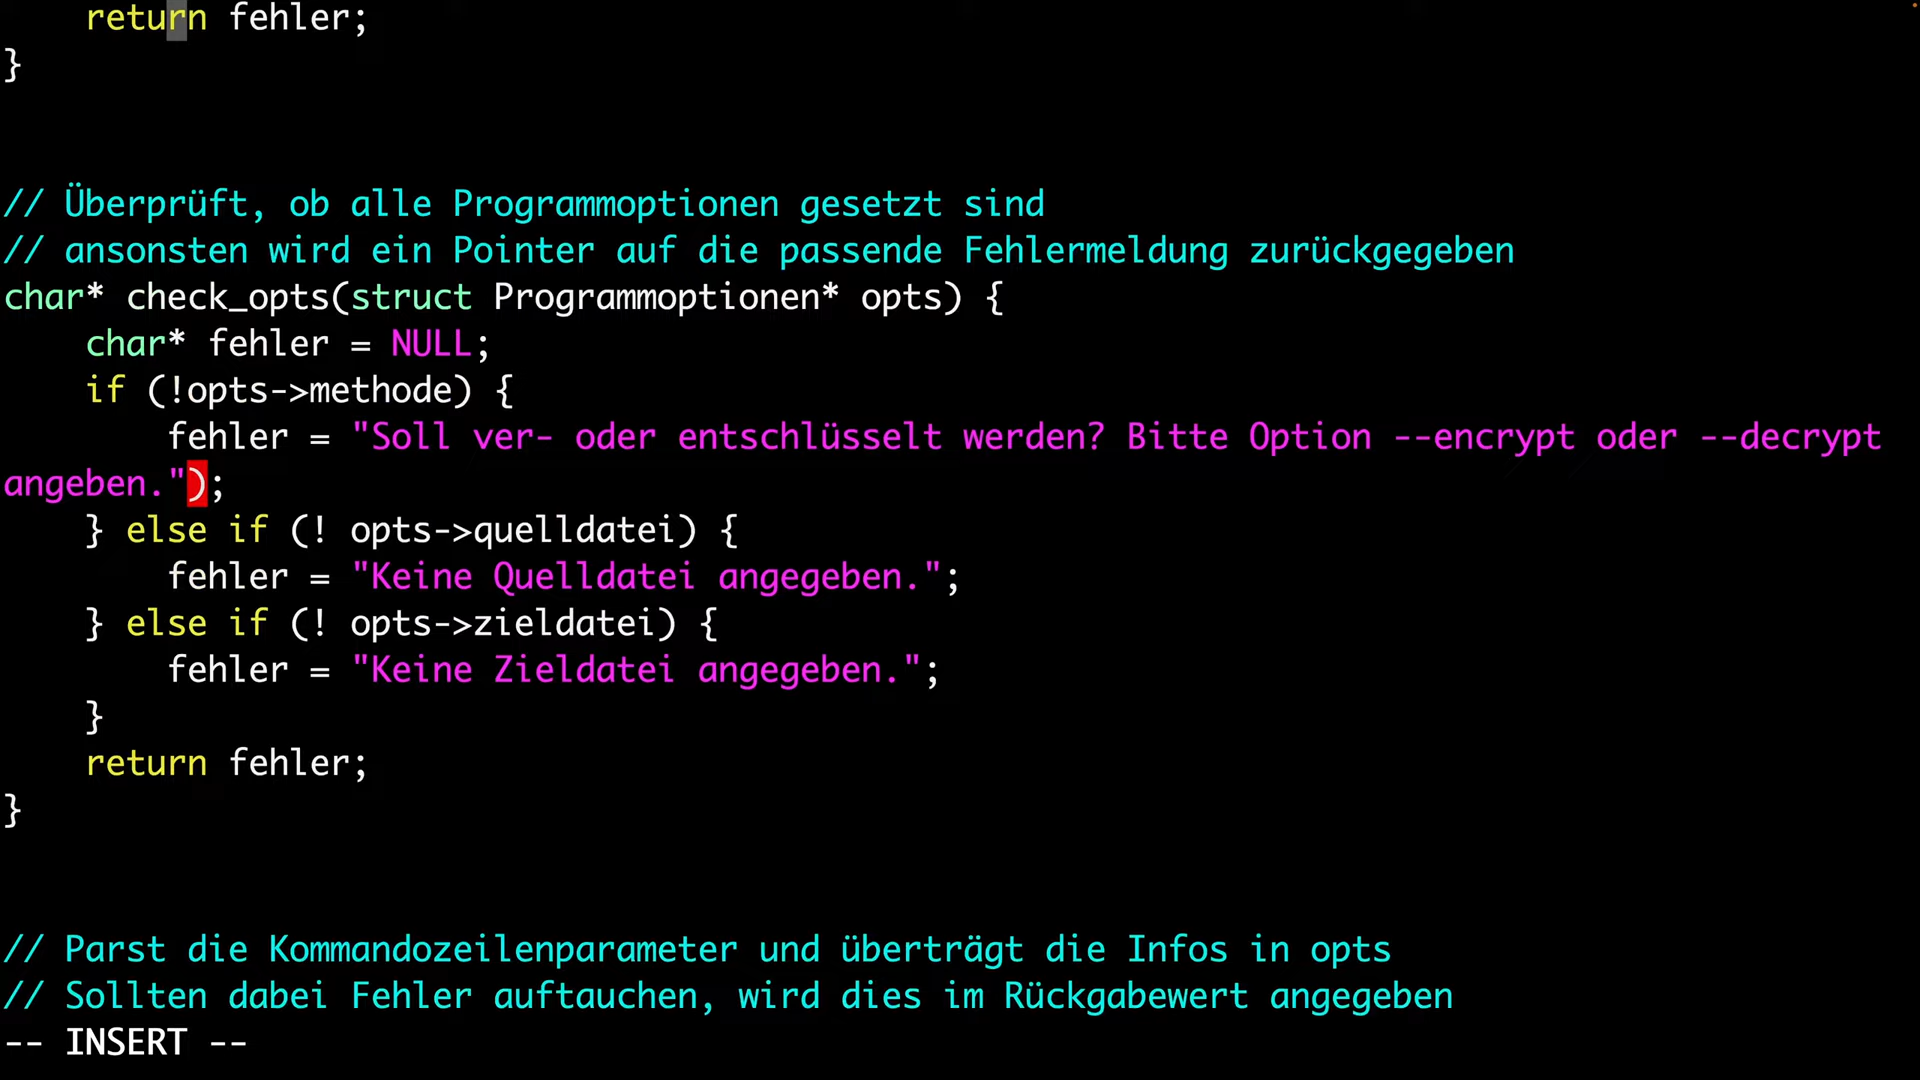 return fehler;
}
// Überprüft, ob alle Programmoptionen gesetzt sind
// ansonsten wird ein Pointer auf die passende Fehlermeldung zurückgegeben
char* check_opts(struct Programmoptionen* opts) {
    char* fehler = NULL;
    if (!opts->methode) {
        fehler = "Soll ver- oder entschlüsselt werden? Bitte Option --encrypt oder --decrypt
angeben.");
    } else if (! opts->quelldatei) {
        fehler = "Keine Quelldatei angegeben.";
    } else if (! opts->zieldatei) {
        fehler = "Keine Zieldatei angegeben.";
    }
    return fehler;
}
// Parst die Kommandozeilenparameter und überträgt die Infos in opts
// Sollten dabei Fehler auftauchen, wird dies im Rückgabewert angegeben
-- INSERT --